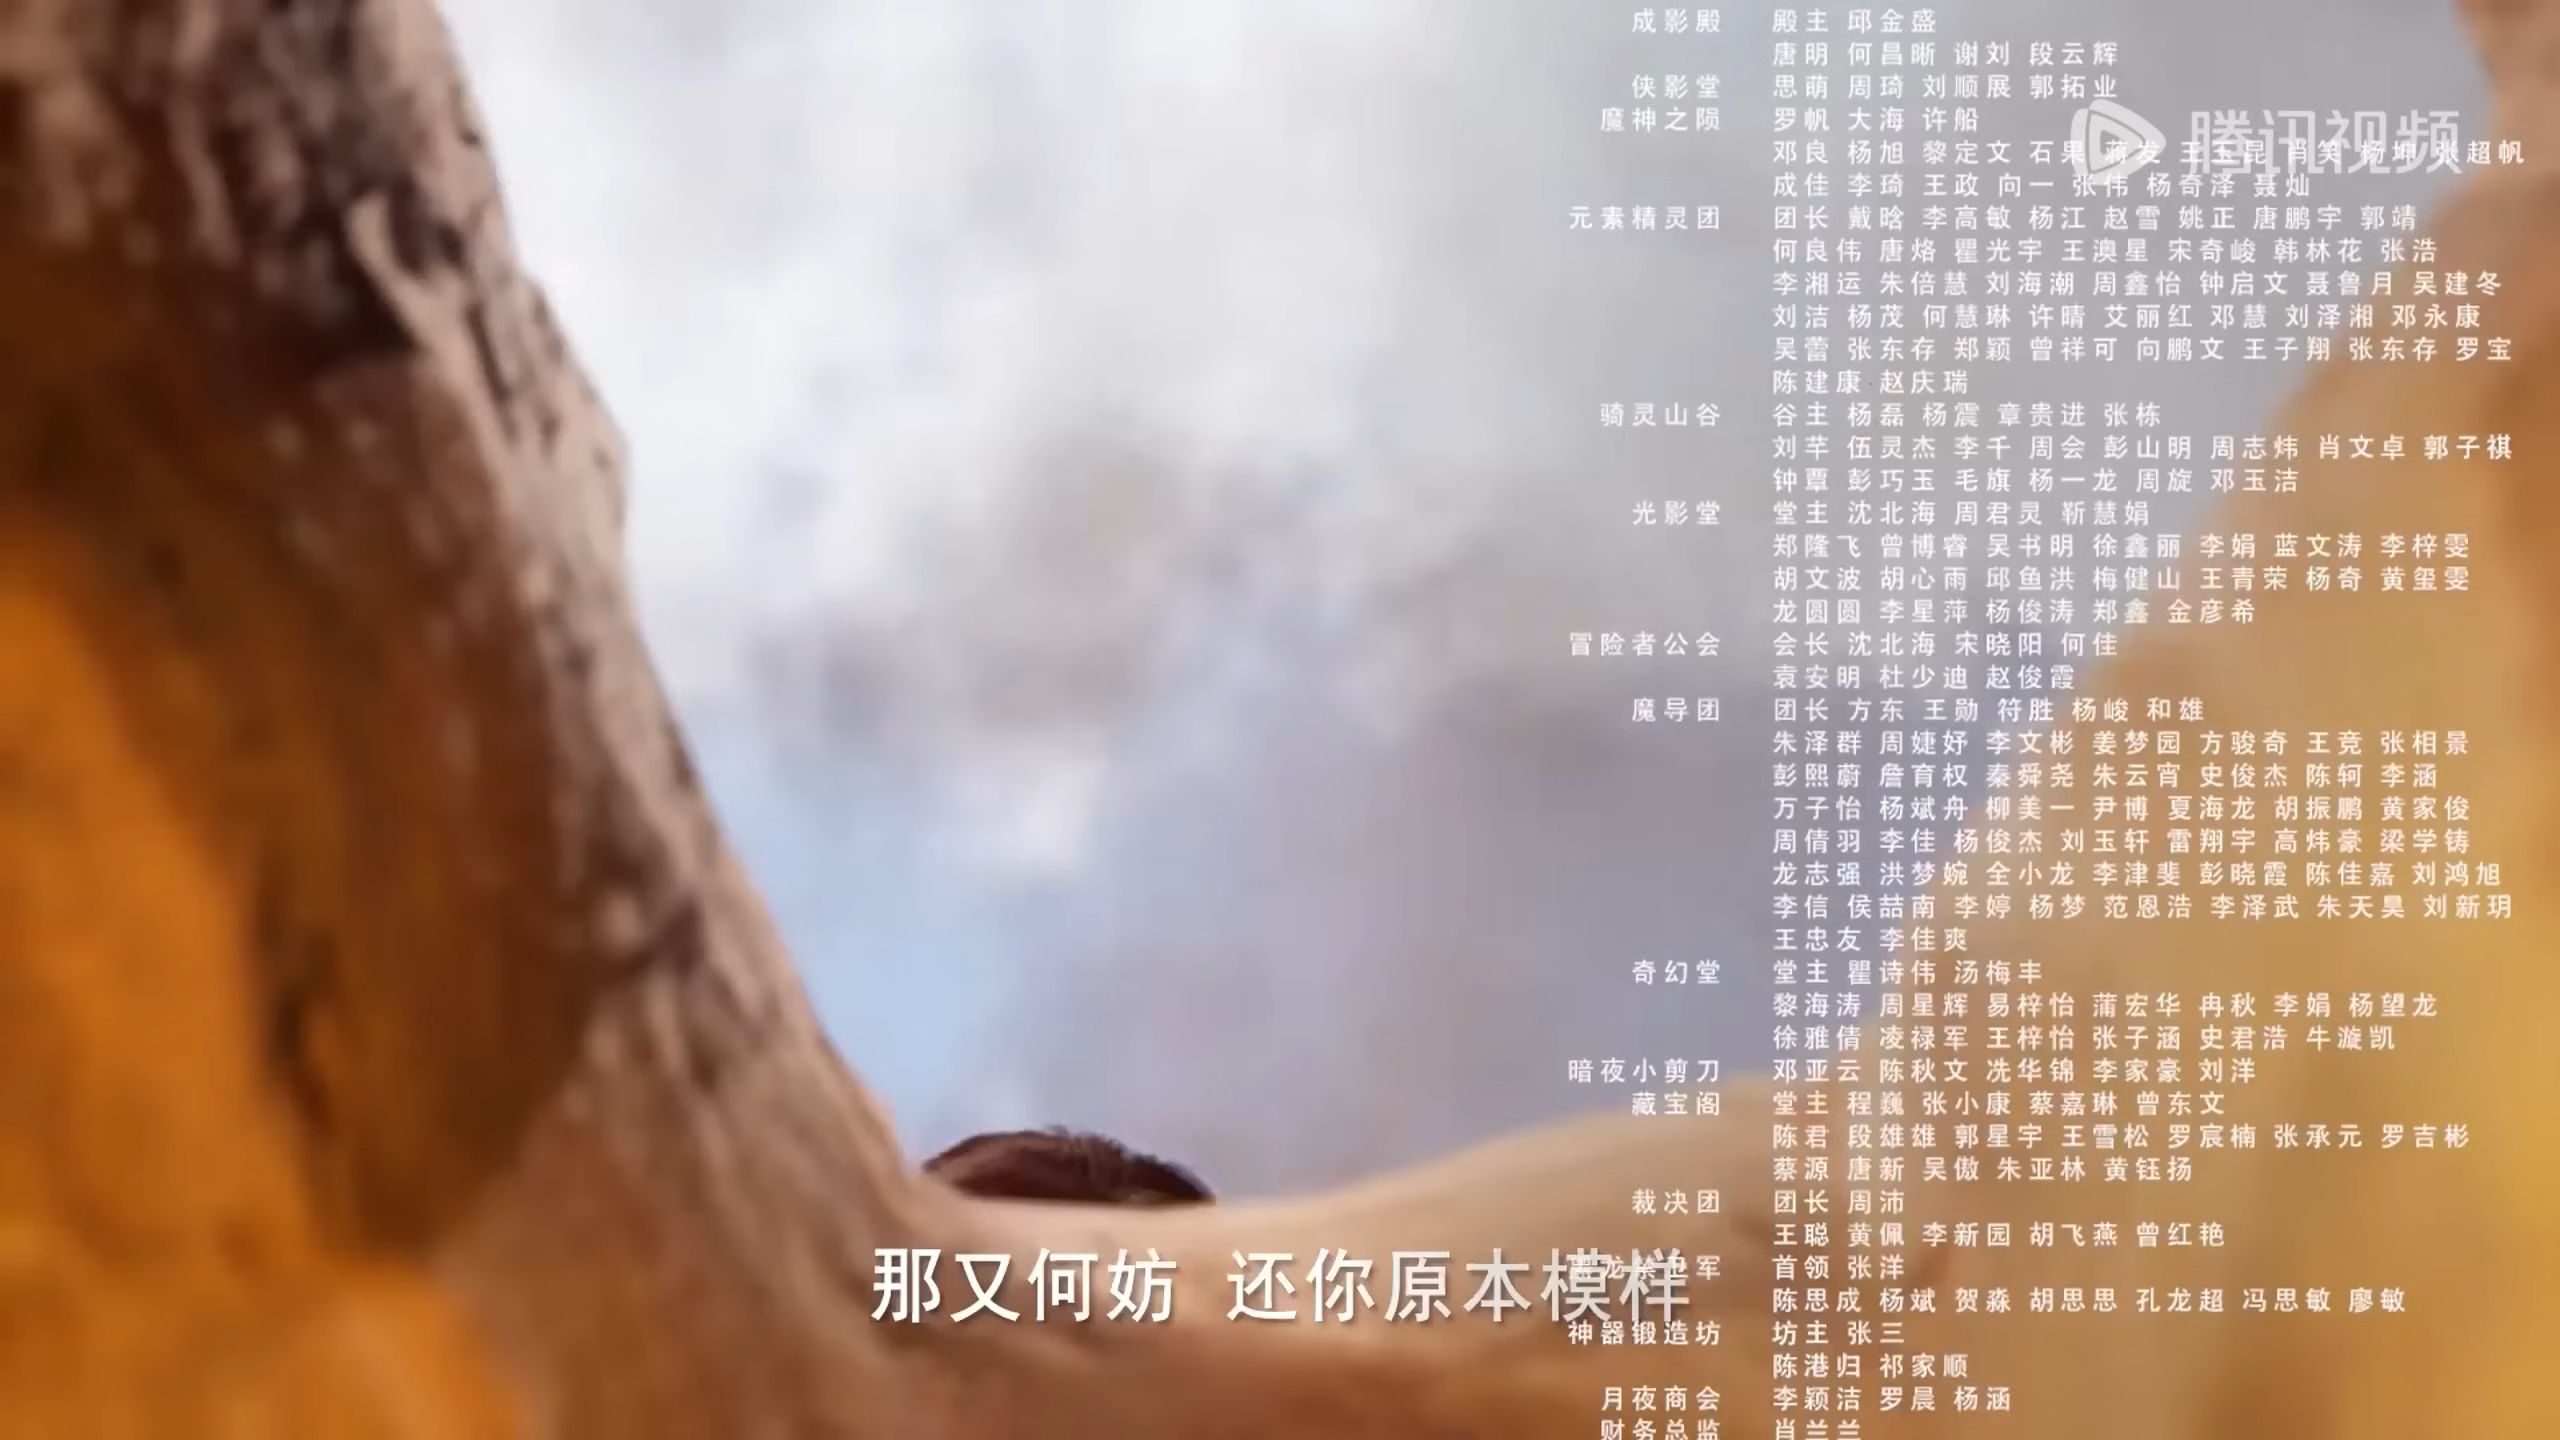 成影殿 殿主 邱金盛
唐明 何昌晰 谢刘 段云辉
侠影堂 思萌 周琦 刘顺展 郭拓业
魔神之陨 罗帆 大海 许船
腾讯视频
邓良 杨旭 黎定文 石果 蒋发 王玉昆 肖笑 杨坤 张超帆
成佳 李琦 王政 向一 张伟 杨奇泽 聂灿
元素精灵团 团长 戴晗 李高敏 杨江 赵雪 姚正 唐鹏宇 郭靖
何良伟 唐烙 瞿光宇 王澳星 宋奇峻 韩林花 张浩
李湘运 朱倍慧 刘海潮 周鑫怡 钟启文 聂鲁月 吴建冬
刘洁 杨茂 何慧琳 许晴 艾丽红 邓慧 刘泽湘 邓永康
吴蕾 张东存 郑颖 曾祥可 向鹏文 王子翔 张东存 罗宝
陈建康 赵庆瑞
骑灵山谷 谷主 杨磊 杨震 章贵进 张栋
刘芊 伍灵杰 李千 周会 彭山明 周志炜 肖文卓 郭子祺
钟覃 彭巧玉 毛旗 杨一龙 周旋 邓玉洁
光影堂 堂主 沈北海 周君灵 靳慧娟
郑隆飞 曾博睿 吴书明 徐鑫丽 李娟 蓝文涛 李梓雯
胡文波 胡心雨 邱鱼洪 梅健山 王青荣 杨奇 黄玺雯
龙圆圆 李星萍 杨俊涛 郑鑫 金彦希
冒险者公会 会长 沈北海 宋晓阳 何佳
袁安明 杜少迪 赵俊霞
魔导团 团长 方东 王勋 符胜 杨峻 和雄
朱泽群 周婕妤 李文彬 姜梦园 方骏奇 王竞 张相景
彭熙蔚 詹育权 秦舜尧 朱云宵 史俊杰 陈轲 李涵
万子怡 杨斌舟 柳美一 尹博 夏海龙 胡振鹏 黄家俊
周倩羽 李佳 杨俊杰 刘玉轩 雷翔宇 高炜豪 梁学铸
龙志强 洪梦婉 全小龙 李津斐 彭晓霞 陈佳嘉 刘鸿旭
李信 侯喆南 李婷 杨梦 范恩浩 李泽武 朱天昊 刘新玥
王忠友 李佳爽
奇幻堂 堂主 瞿诗伟 汤梅丰
黎海涛 周星辉 易梓怡 蒲宏华 冉秋 李娟 杨望龙
徐雅倩 凌禄军 王梓怡 张子涵 史君浩 牛漩凯
暗夜小剪刀 邓亚云 陈秋文 冼华锦 李家豪 刘洋
藏宝阁 堂主 程巍 张小康 蔡嘉琳 曾东文
陈君 段雄雄 郭星宇 王雪松 罗宸楠 张承元 罗吉彬
蔡源 唐新 吴傲 朱亚林 黄钰扬
裁决团 团长 周沛
王聪 黄佩 李新园 胡飞燕 曾红艳
龙 军 首领 张洋
那又何妨 还你原本模样
陈思成 杨斌 贺淼 胡思思 孔龙超 冯思敏 廖敏
神器锻造坊 坊主 张三
陈港归 祁家顺
月夜商会 李颖洁 罗晨 杨涵
财务总监 肖兰兰